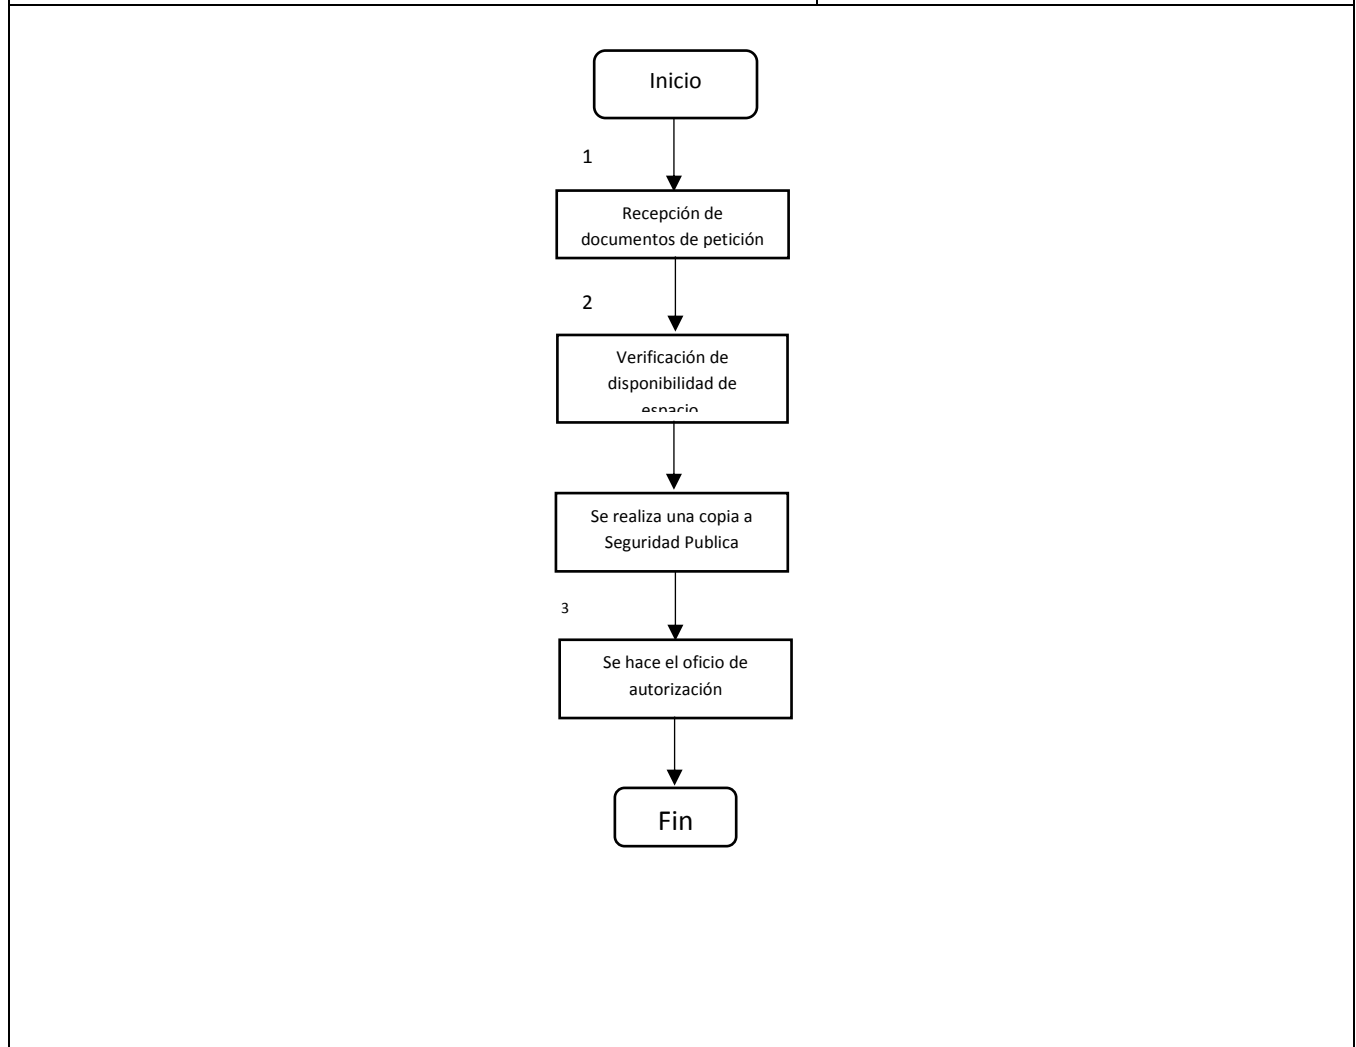 Inicio
1
Recepción de
documentos de petición
2
Verificación de
disponibilidad de
espacio
Se realiza una copia a
Seguridad Publica
3
Se hace el oficio de
autorización
Fin